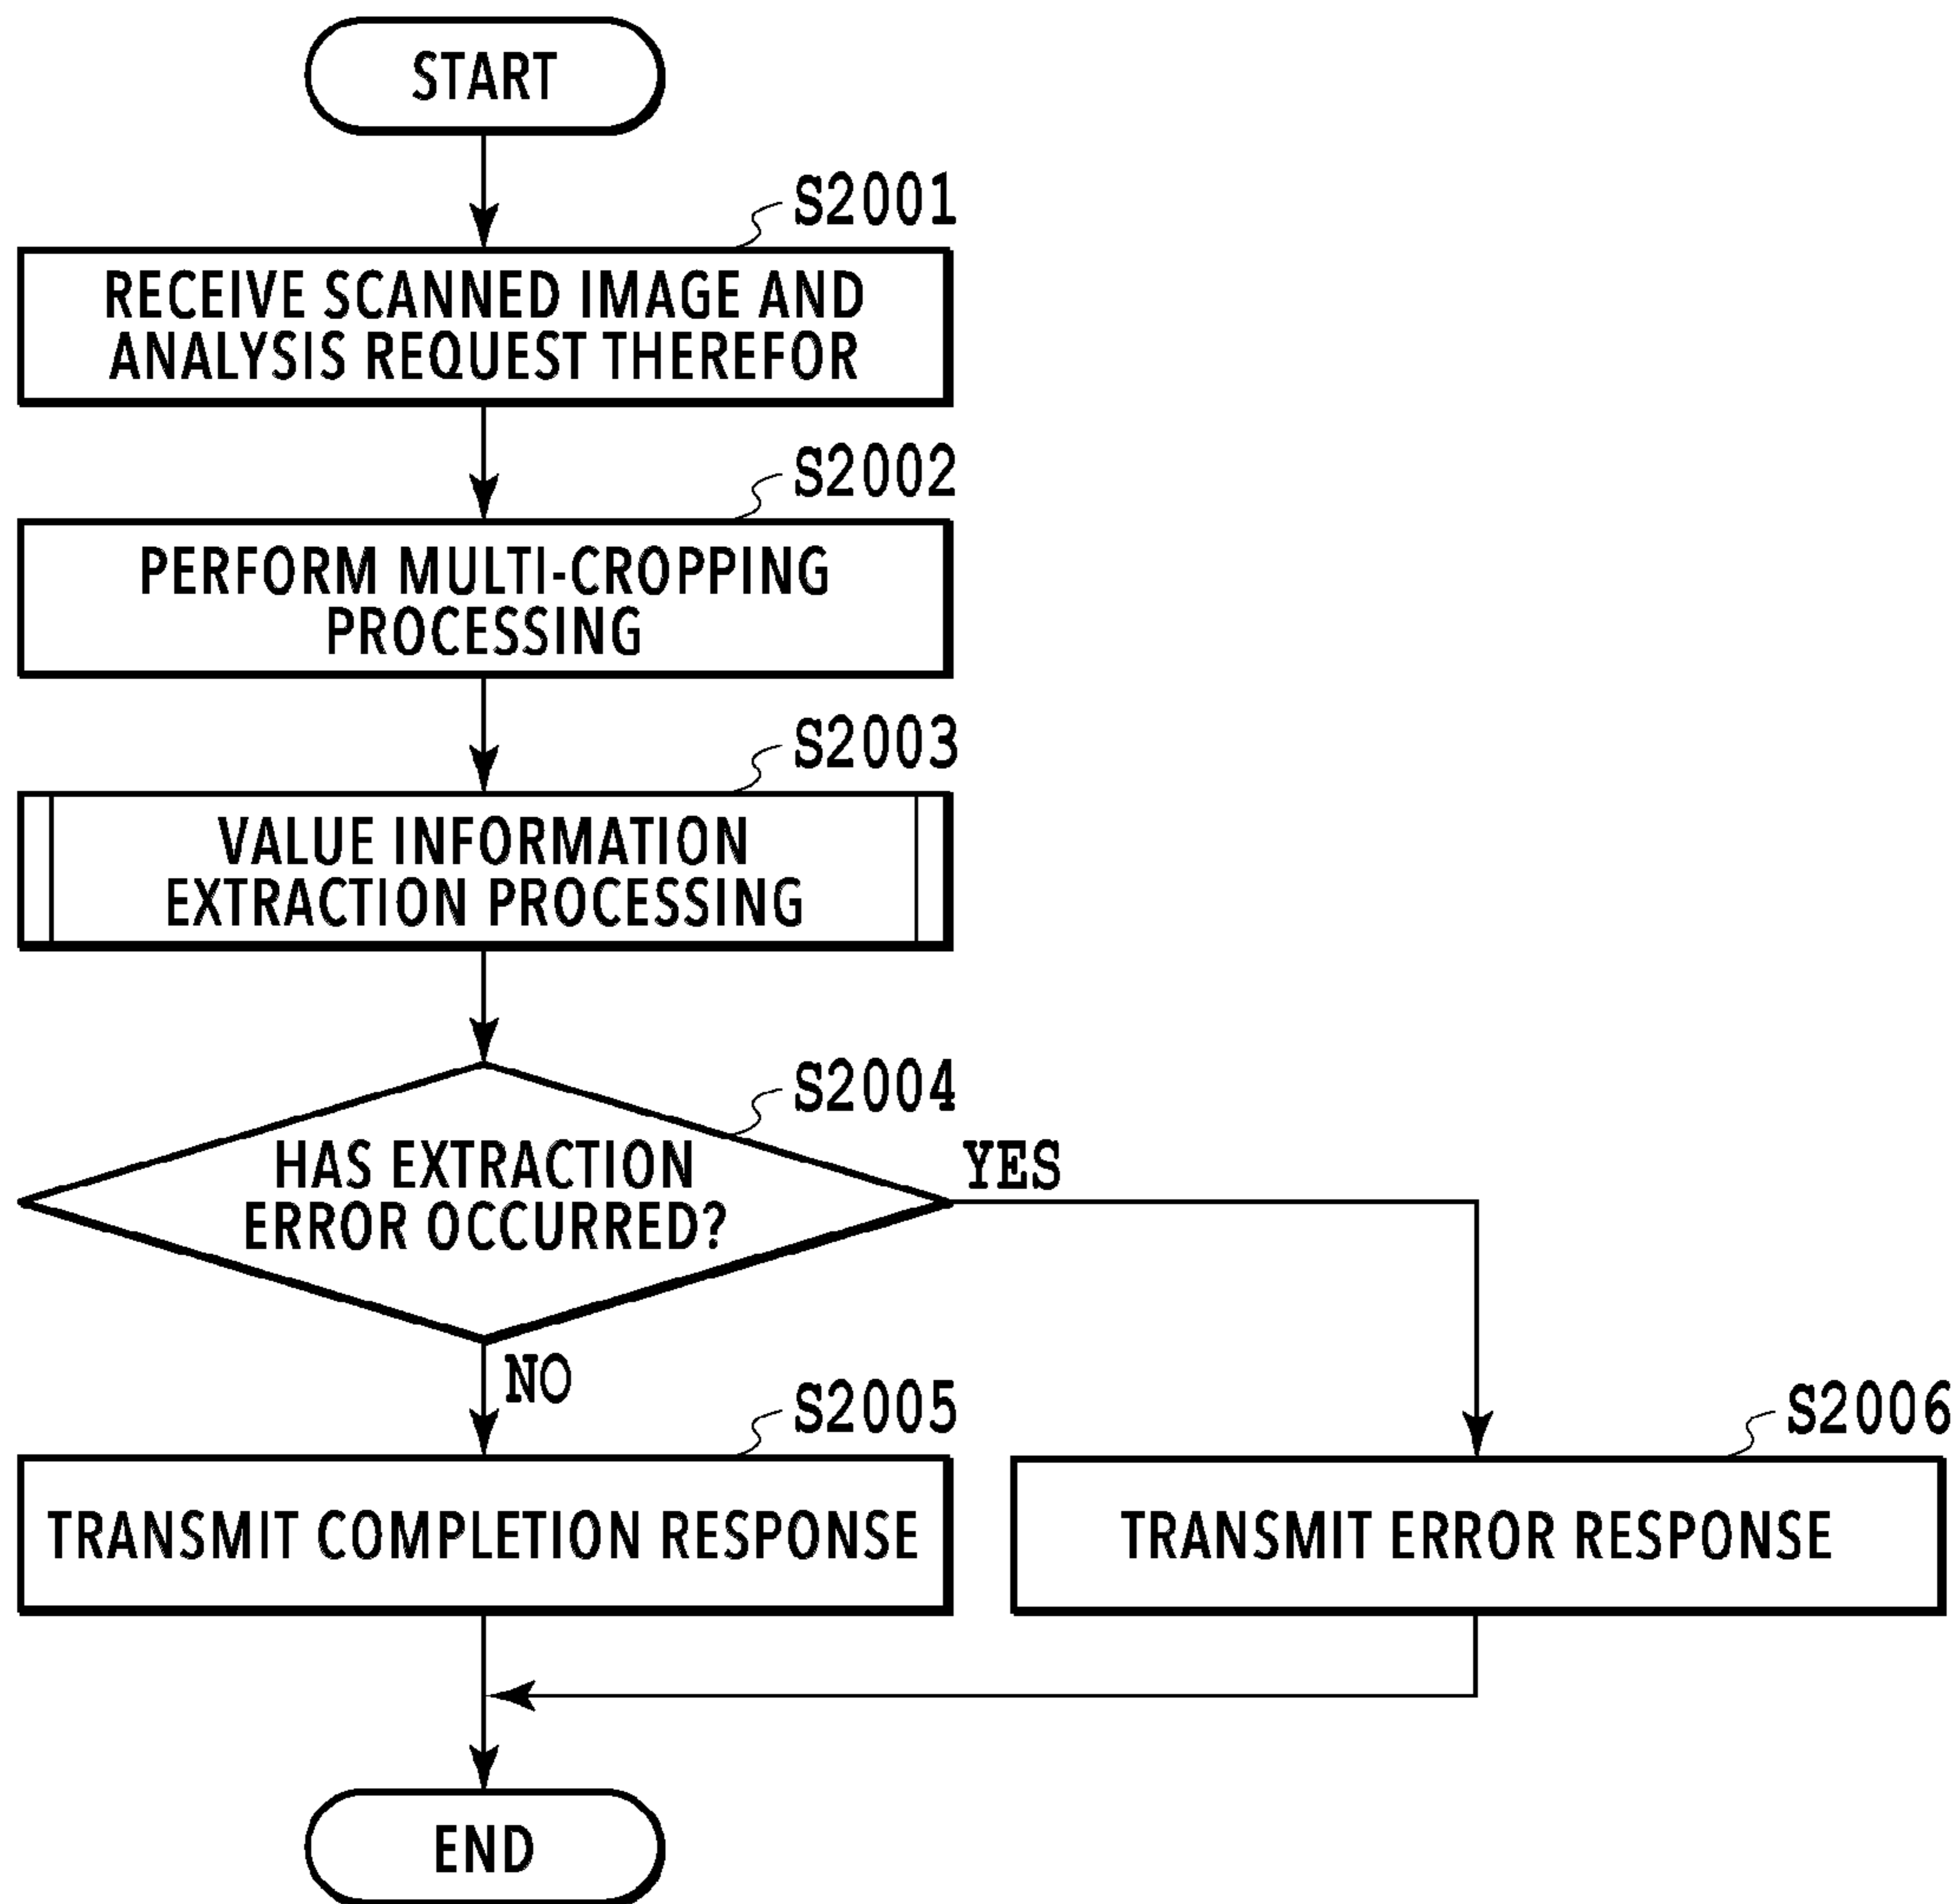 START
S2001
RECEIVE SCANNED IMAGE AND
ANALYSIS REQUEST THEREFOR
S2002
PERFORM MULTI-CROPPING
PROCESSING
S2003
VALUE INFORMATION
EXTRACTION PROCESSING
S2004
HAS EXTRACTION
ERROR OCCURRED?
YES
NO
S2005
TRANSMIT COMPLETION RESPONSE
S2006
TRANSMIT ERROR RESPONSE
END